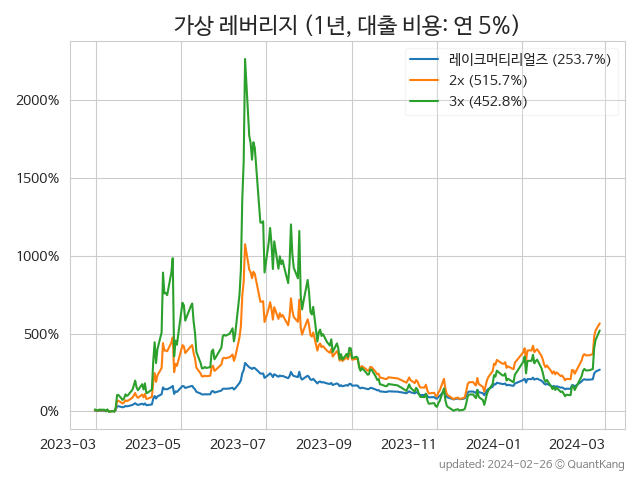 가상 레버리지 (1년, 대출 비용: 연 5%)
레이크머티리얼즈 (253.7%)
2x (515.7%)
3x (452.8%)
2000%
1500%
1000%
500%
0%
2023-03 2023-05 2023-07 2023-09 2023-11 2024-01 2024-03
updated: 2024-02-26 © QuantKang